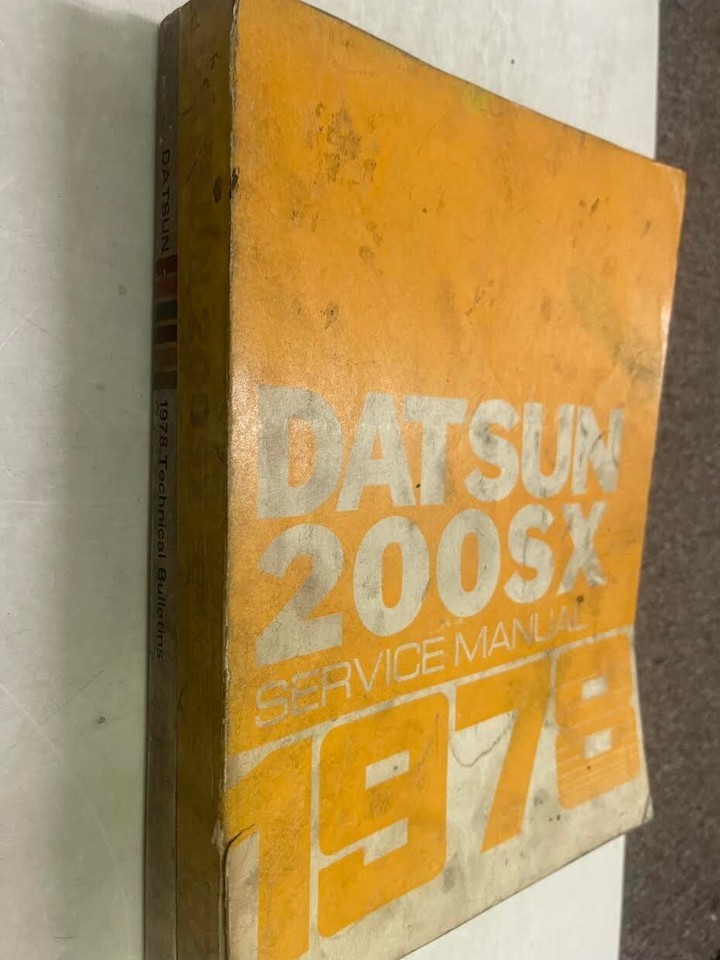 DATSUN
200SX
SERVICE MANUAL
1978
DATSUN
1978 Technical Bulletins